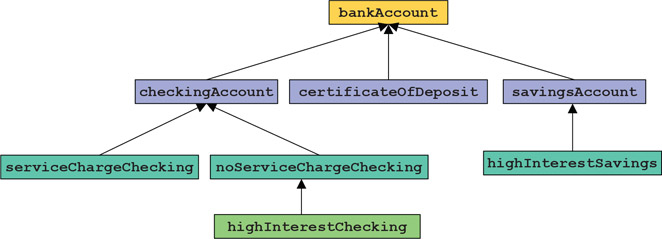 bankAccount
checkingAccount
certificateOfDeposit
savingsAccount
serviceChargeChecking
noServiceChargeChecking
highInterestSavings
highInterestChecking